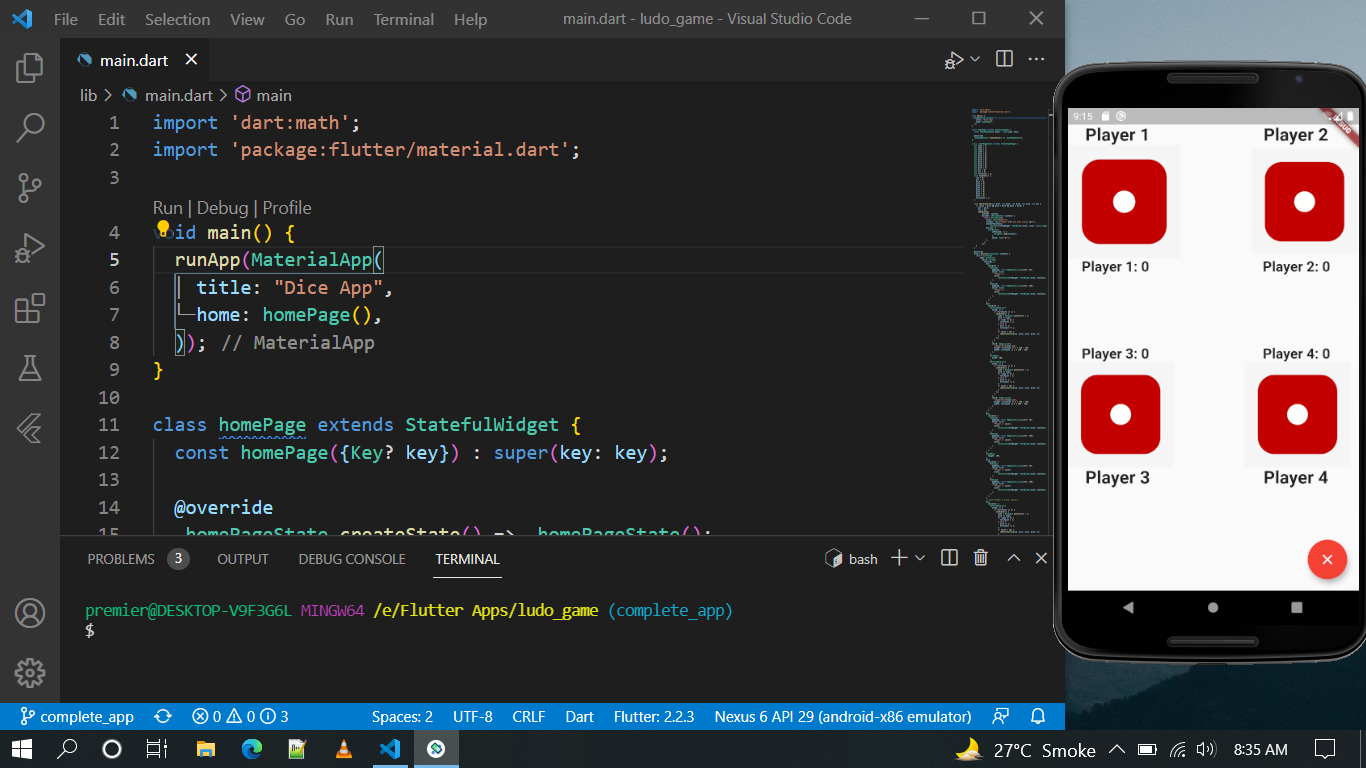 File Edit Selection View Go Run Terminal Help main.dart - ludo_game - Visual Studio Code
main.dart
lib > main.dart > main
1 import 'dart:math';
2 import 'package:flutter/material.dart';
3
Run | Debug | Profile
4 void main() {
5 runApp(MaterialApp(
6 title: "Dice App",
7 home: homePage(),
8 )); // MaterialApp
9 }
10
11 class homePage extends StatefulWidget {
12 const homePage({Key? key}) : super(key: key);
13
14 @override
15 _homePageState createState() => _homePageState();
PROBLEMS 3 OUTPUT DEBUG CONSOLE TERMINAL bash
premier@DESKTOP-V9F3G6L MINGW64 /e/Flutter Apps/ludo_game (complete_app)
$
complete_app 0 0 3 Spaces: 2 UTF-8 CRLF Dart Flutter: 2.2.3 Nexus 6 API 29 (android-x86 emulator)
9:15
Player 1 Player 2
Player 1: 0 Player 2: 0
Player 3: 0 Player 4: 0
Player 3 Player 4
27°C Smoke 8:35 AM